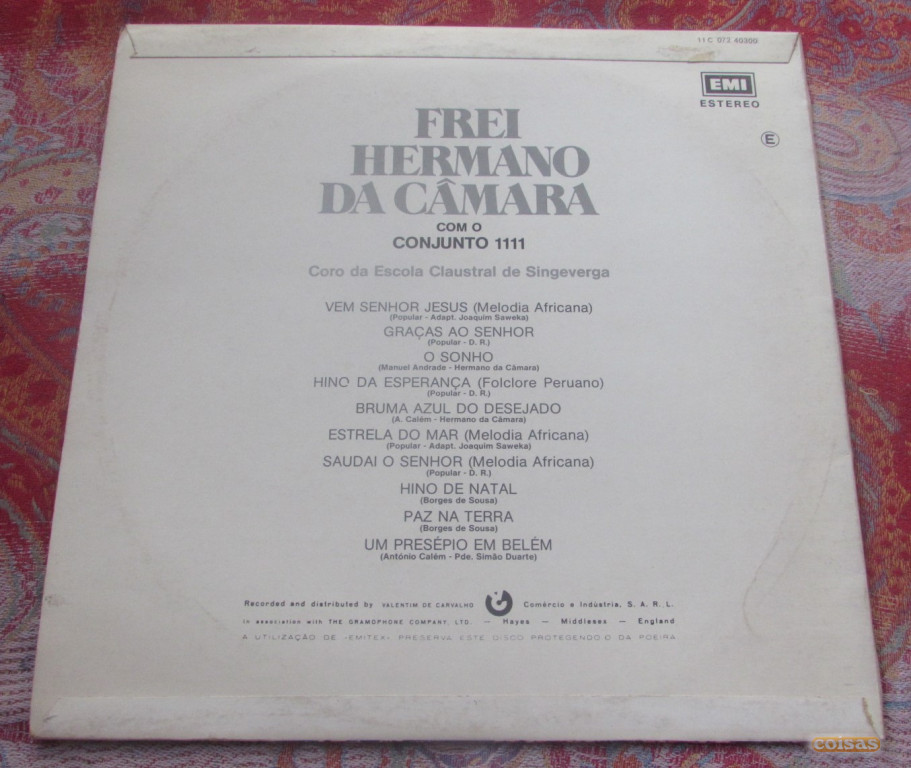 11 C 072 40300
EMI
ESTEREO
E
FREI
HERMANO
DA CÂMARA
COM O
CONJUNTO 1111
Coro da Escola Claustral de Singeverga
VEM SENHOR JESUS (Melodia Africana)
(Popular - Adapt. Joaquim Saweka)
GRAÇAS AO SENHOR
(Popular - D. R.)
O SONHO
(Manuel Andrade - Hermano da Câmara)
HINO DA ESPERANÇA (Folclore Peruano)
(Popular - D. R.)
BRUMA AZUL DO DESEJADO
(A. Calém - Hermano da Câmara)
ESTRELA DO MAR (Melodia Africana)
(Popular - Adapt. Joaquim Saweka)
SAUDAI O SENHOR (Melodia Africana)
(Popular - D. R.)
HINO DE NATAL
(Borges de Sousa)
PAZ NA TERRA
(Borges de Sousa)
UM PRESÉPIO EM BELÉM
(António Calém - Pde. Simão Duarte)
Recorded and distributed by VALENTIM DE CARVALHO Comércio e Indústria, S. A. R. L.
in association with THE GRAMOPHONE COMPANY, LTD. — Hayes — Middlesex — England
A UTILIZAÇÃO DE «EMITEX» PRESERVA ESTE DISCO PROTEGENDO O DA POEIRA
coisas